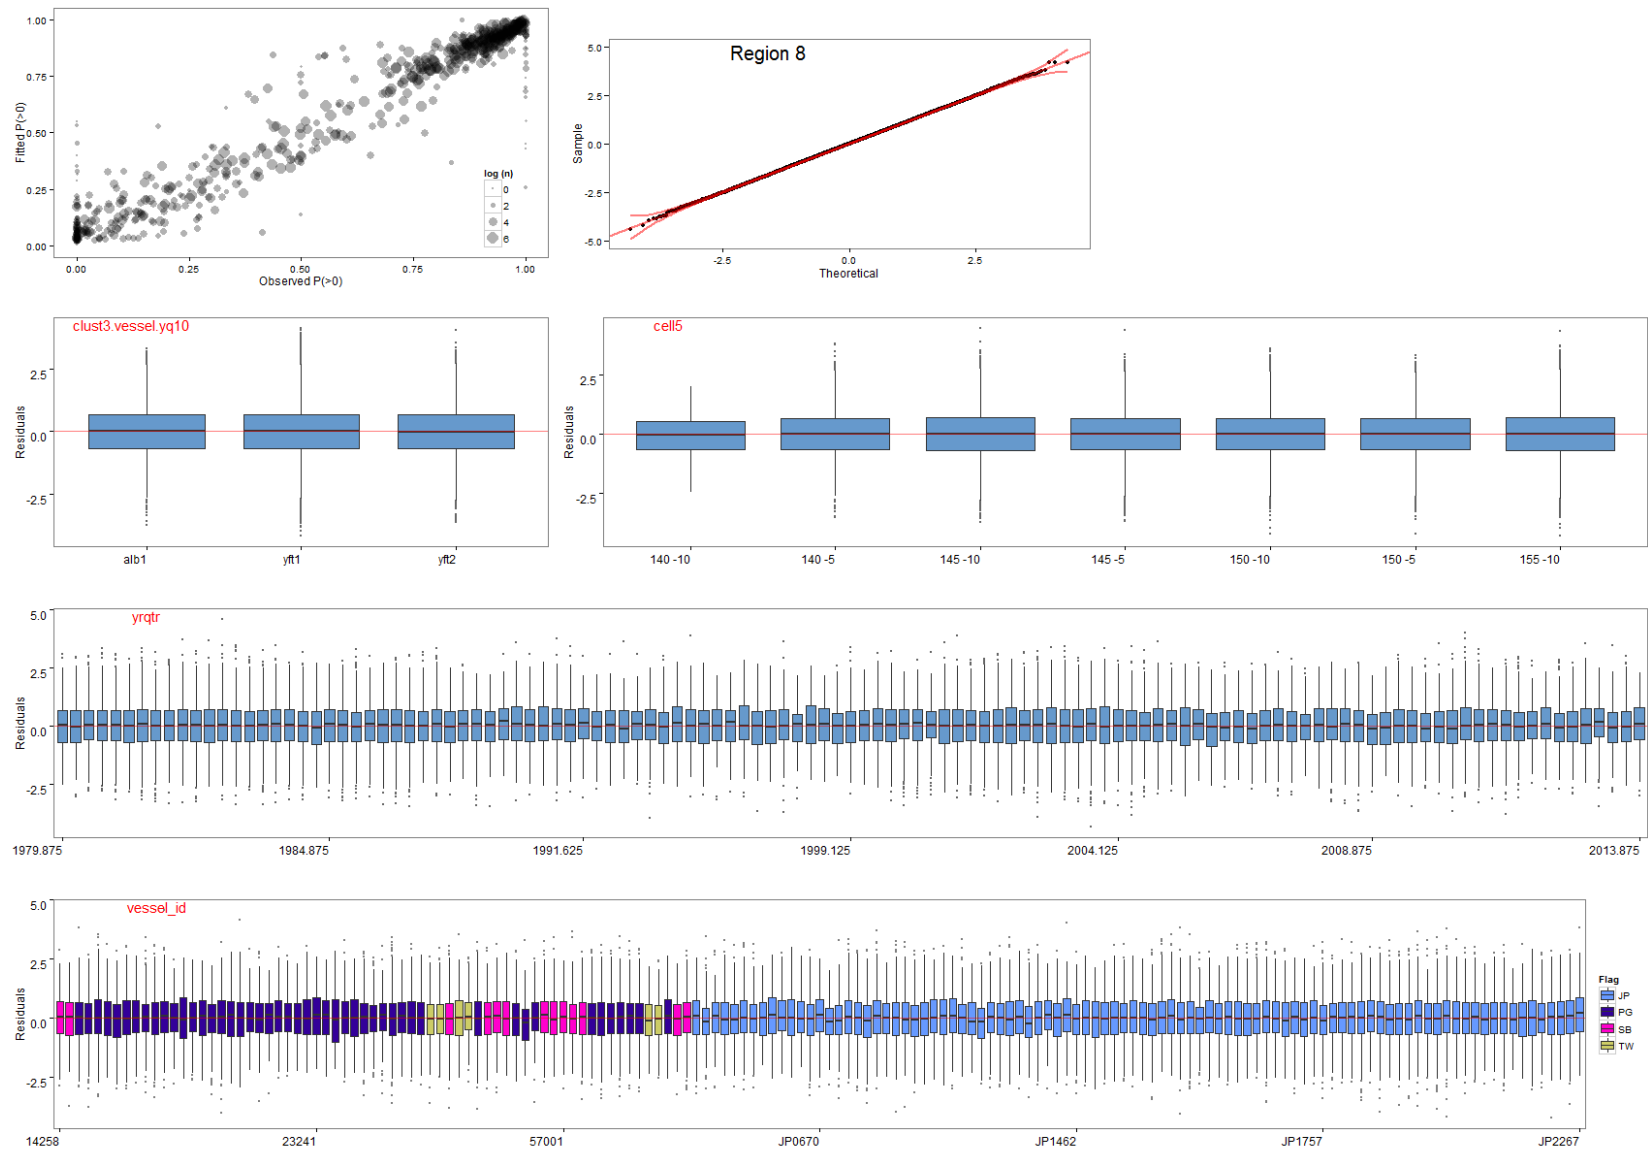 1.00
0.75
0.50
0.25
0.00
Fitted P(>0)
0.00 0.25 0.50 0.75 1.00
Observed P(>0)
log (n)
0
2
4
6
Region 8
5.0
2.5
0.0
-2.5
-5.0
Sample
-2.5 0.0 2.5
Theoretical
clust3.vessel.yq10
2.5
0.0
-2.5
Residuals
alb1 yft1 yft2
cell5
2.5
0.0
-2.5
Residuals
140 -10 140 -5 145 -10 145 -5 150 -10 150 -5 155 -10
yrqtr
5.0
2.5
0.0
-2.5
Residuals
1979.875 1984.875 1991.625 1999.125 2004.125 2008.875 2013.875
vessel_id
5.0
2.5
0.0
-2.5
Residuals
14258 23241 57001 JP0670 JP1462 JP1757 JP2267
Flag
JP
PG
SB
TW